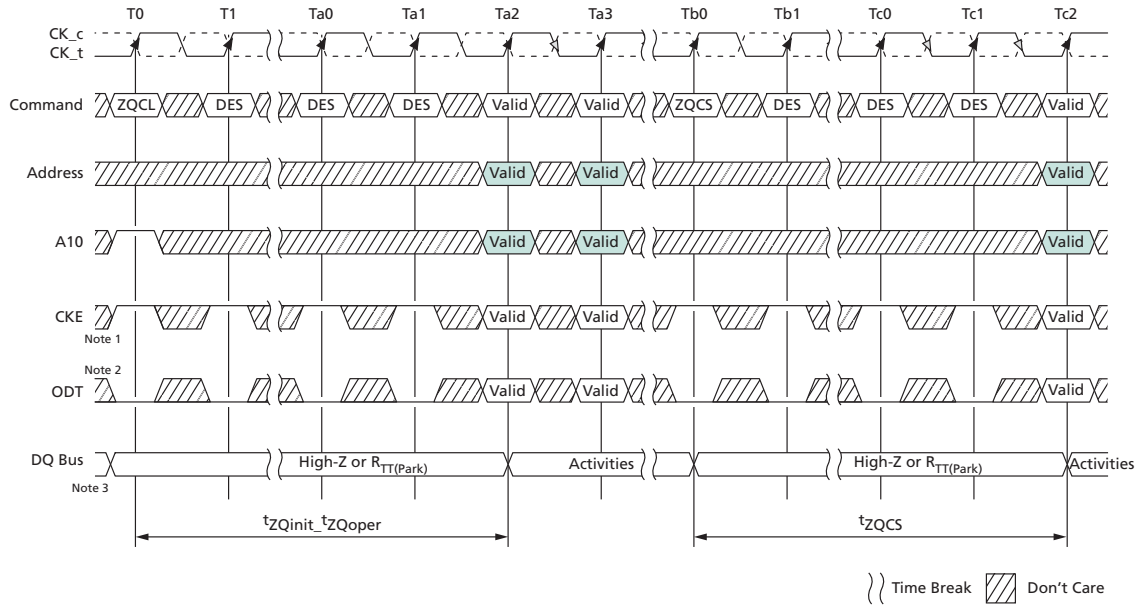 T0 T1 Ta0 Ta1 Ta2 Ta3 Tb0 Tb1 Tc0 Tc1 Tc2
CK_c
CK_t
Command ZQCL DES DES DES Valid Valid ZQCS DES DES DES Valid
Address Valid Valid Valid
A10 Valid Valid Valid
CKE Valid Valid Valid
Note 1
Note 2
ODT Valid Valid Valid
DQ Bus High-Z or RTT(Park) Activities High-Z or RTT(Park) Activities
Note 3
tZQinit_tZQoper tZQCS
Time Break Don't Care